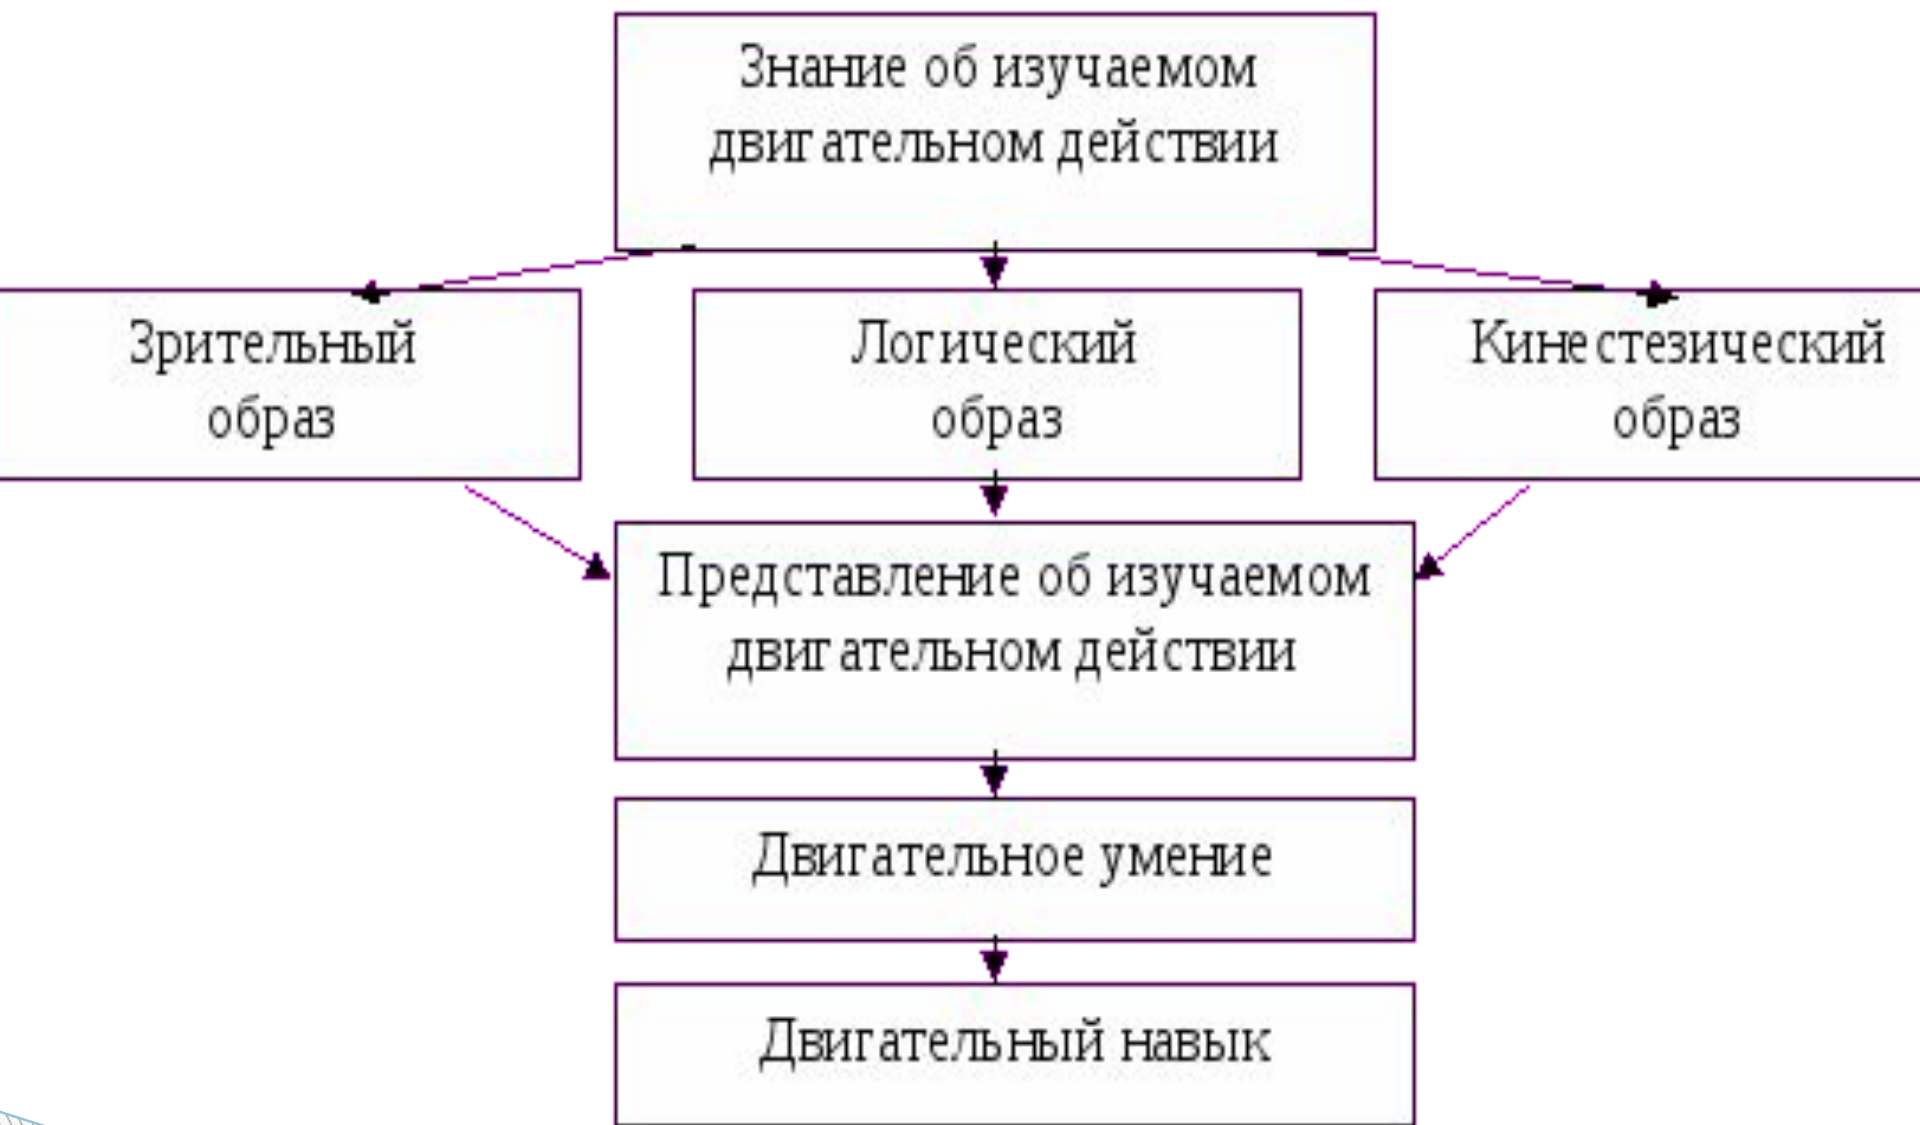 Знание об изучаемом
двигательном действии
Зрительный
образ
Логический
образ
Кинестезический
образ
Представление об изучаемом
двигательном действии
Двигательное умение
Двигательный навык